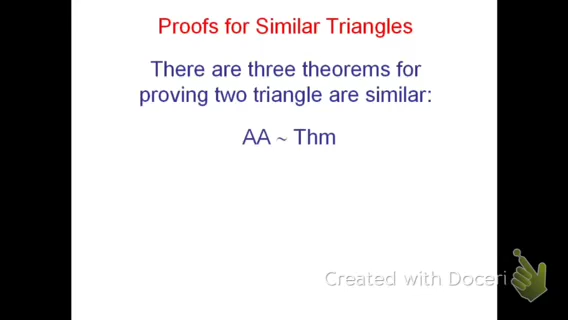 Proofs for Similar Triangles
There are three theorems for
proving two triangle are similar:
AA ~ Thm
Created with Doceri